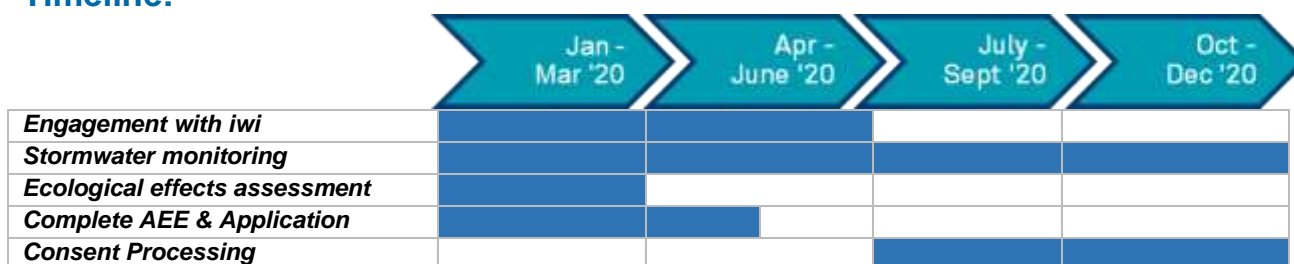 Timeline:
Jan -
Mar '20
Apr -
June '20
July -
Sept '20
Oct -
Dec '20
Engagement with iwi
Stormwater monitoring
Ecological effects assessment
Complete AEE & Application
Consent Processing